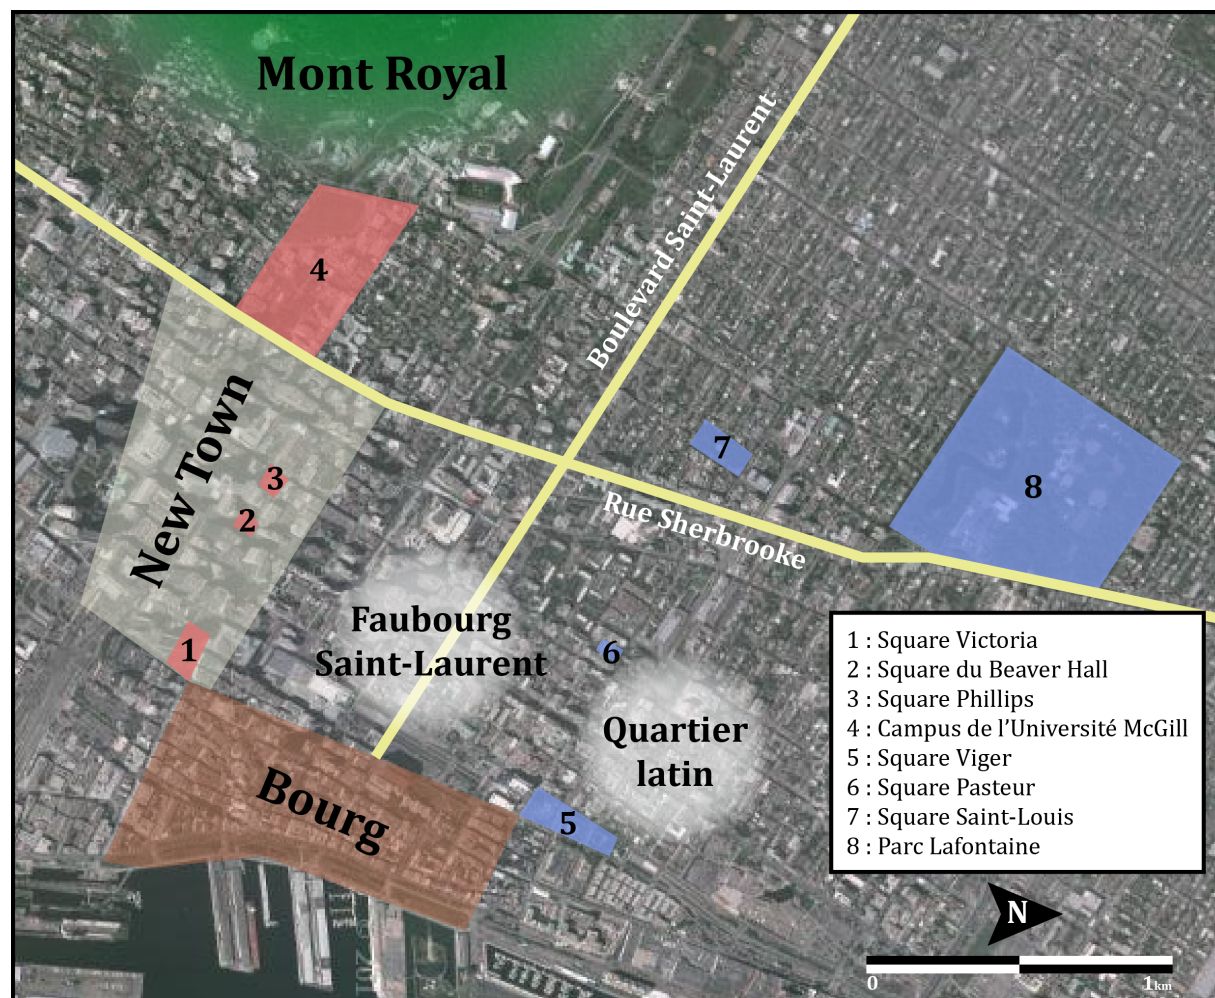 Mont Royal
Boulevard Saint-Laurent
4
New Town
3
2
7
8
Rue Sherbrooke
1
Faubourg
Saint-Laurent
6
Quartier
latin
Bourg
5
1 : Square Victoria
2 : Square du Beaver Hall
3 : Square Phillips
4 : Campus de l'Université McGill
5 : Square Viger
6 : Square Pasteur
7 : Square Saint-Louis
8 : Parc Lafontaine
N
0 1km